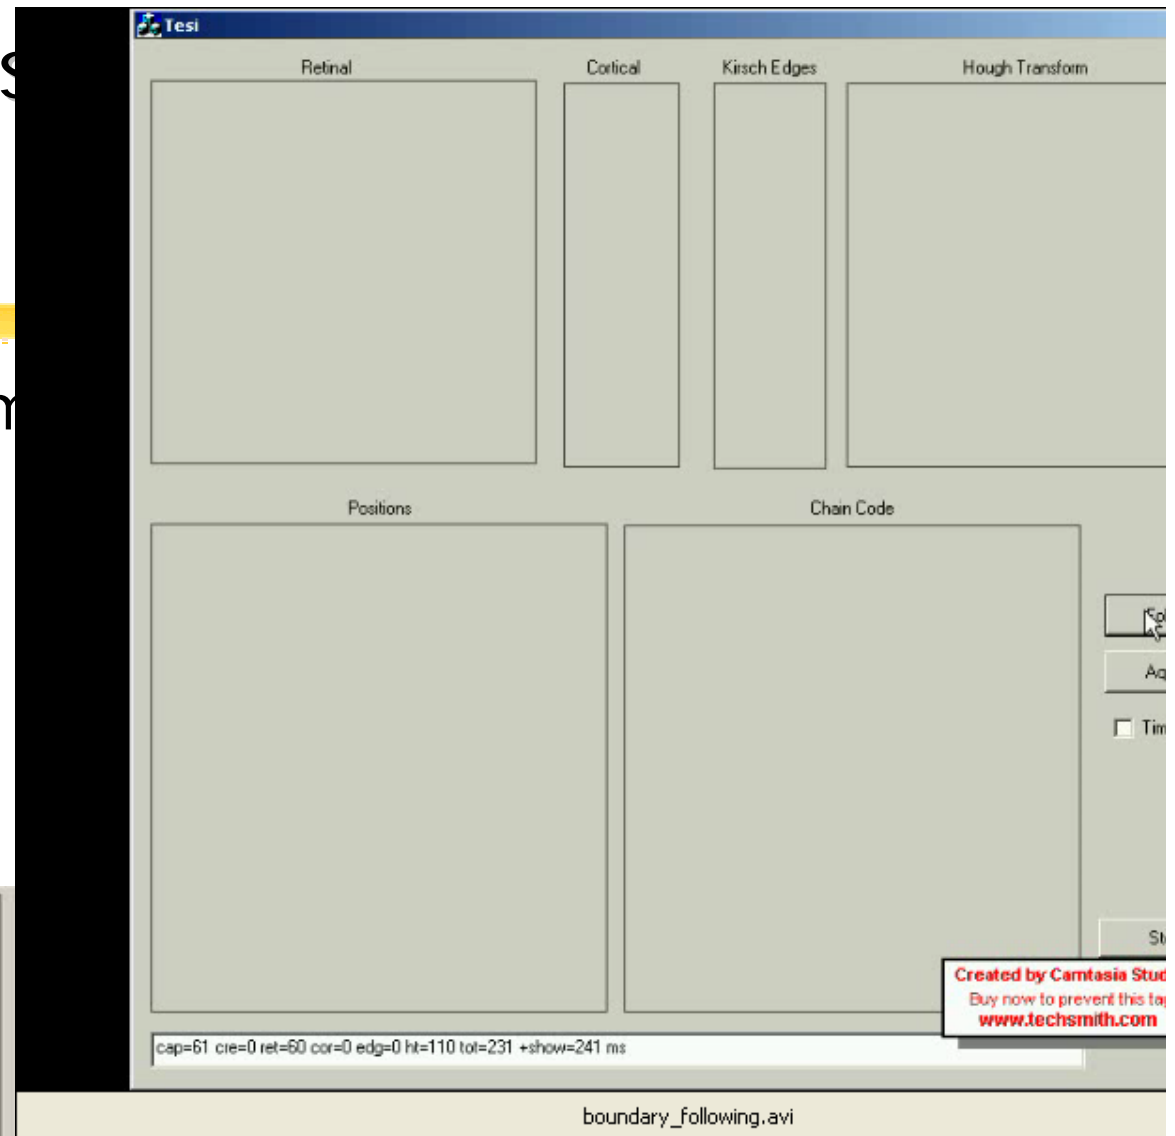 Tesi
Retinal Cortical Kirsch Edges Hough Transform
Positions Chain Code
Tim
Created by Camtasia Stud
Buy now to prevent this tag
www.techsmith.com
cap=61 cre=0 ret=60 cor=0 edg=0 ht=110 tot=231 +show=241 ms
boundary_following.avi